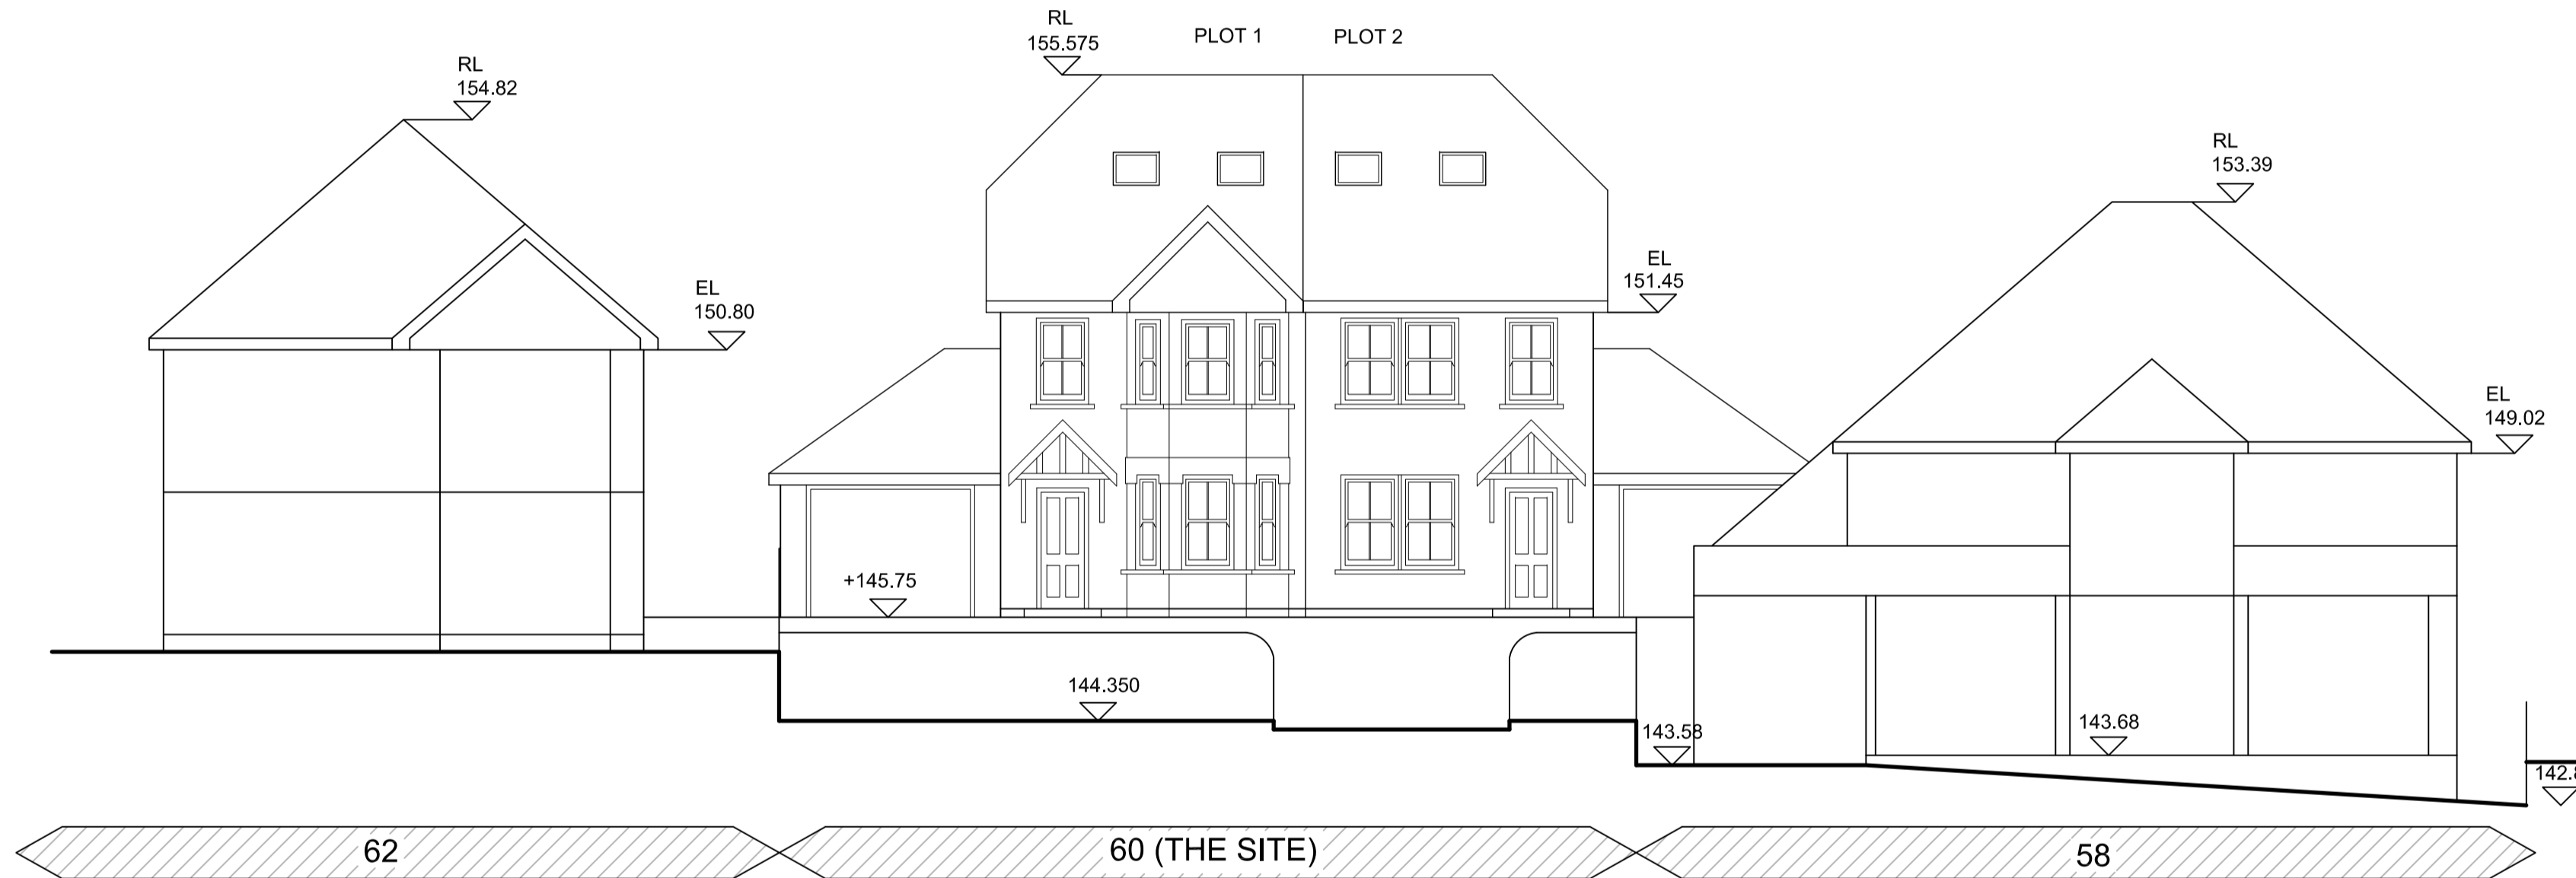 RL
155.575
PLOT 1
PLOT 2
RL
154.82
RL
153.39
EL
151.45
EL
150.80
EL
149.02
+145.75
144.350
143.58
143.68
62
60 (THE SITE)
58